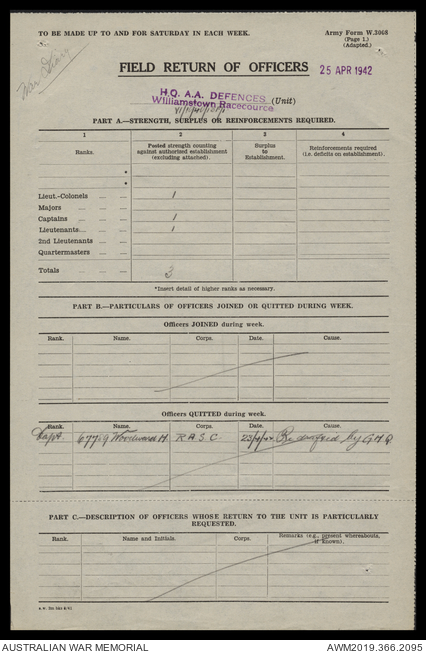 TO BE MADE UP TO AND FOR SATURDAY IN EACH WEEK.
Army Form W.3008
(Page 1.)
(Adapted.)
War Diary
FIELD RETURN OF OFFICERS
25 APR 1942
H.Q. A.A. DEFENCES
Williamstown Racecourse
(Unit)
PART A.—STRENGTH, SURPLUS OR REINFORCEMENTS REQUIRED.
1 2 3 4
Ranks. Posted strength counting against authorized establishment (excluding attached). Surplus to Establishment. Reinforcements required (i.e. deficits on establishment).
*
*
Lieut.-Colonels 1
Majors
Captains 1
Lieutenants 1
2nd Lieutenants
Quartermasters
Totals 3
*Insert detail of higher ranks as necessary.
PART B.—PARTICULARS OF OFFICERS JOINED OR QUITTED DURING WEEK.
Officers JOINED during week.
Rank. Name. Corps. Date. Cause.
Officers QUITTED during week.
Rank. Name. Corps. Date. Cause.
Capt. 67719 H. R.A.S.C. by G.H.Q
PART C.—DESCRIPTION OF OFFICERS WHOSE RETURN TO THE UNIT IS PARTICULARLY
REQUESTED.
Rank. Name and Initials. Corps. Remarks (e.g., present whereabouts, if known).
AUSTRALIAN WAR MEMORIAL
AWM2019.366.2095